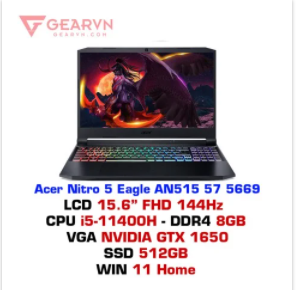 GEARVN
GEARVN.COM
Acer Nitro 5 Eagle AN515 57 5669
LCD 15.6” FHD 144Hz
CPU i5-11400H - DDR4 8GB
VGA NVIDIA GTX 1650
SSD 512GB
WIN 11 Home